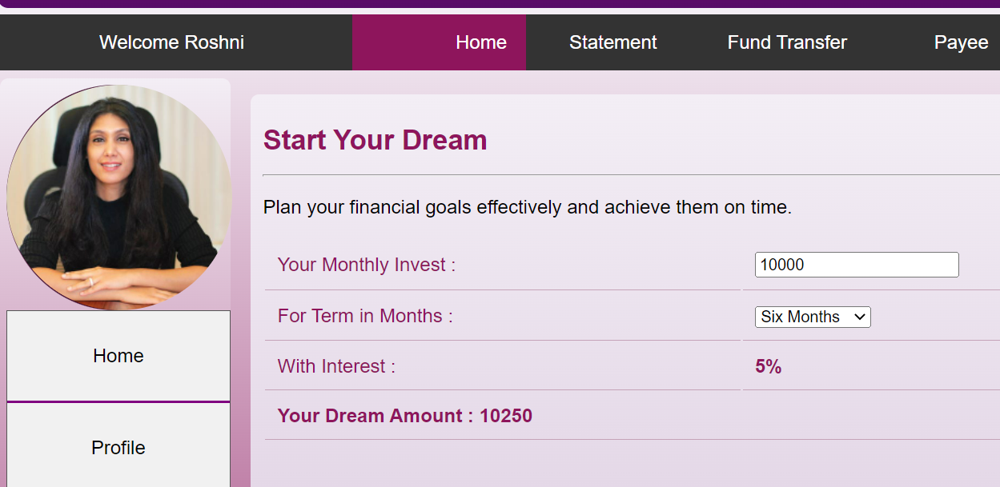 Welcome Roshni Home Statement Fund Transfer Payee
Start Your Dream
Plan your financial goals effectively and achieve them on time.
Your Monthly Invest : 10000
For Term in Months : Six Months
With Interest : 5%
Your Dream Amount : 10250
Home
Profile